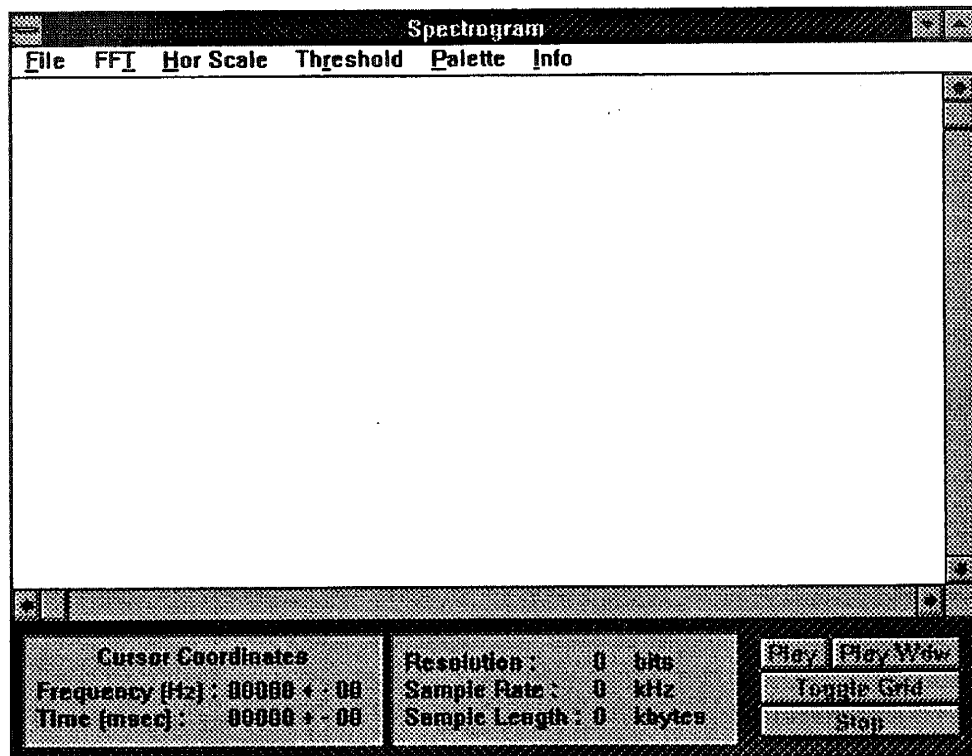 Spectrogram
File FFT Hor Scale Threshold Palette Info
Cursor Coordinates
Frequency (Hz) : 00000 + - 00
Time (msec) : 00000 + - 00
Resolution : 0 bits
Sample Rate : 0 kHz
Sample Length : 0 kbytes
Play Play Wdw
Toggle Grid
Stop